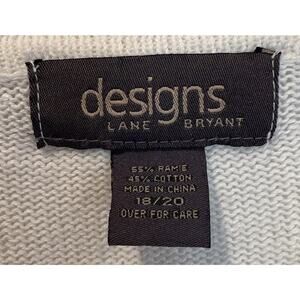 designs
LANE BRYANT
55% RAMIE
45% COTTON
MADE IN CHINA
18/20
OVER FOR CARE